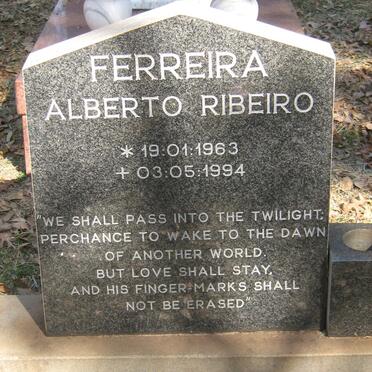 FERREIRA
ALBERTO RIBEIRO
* 19:01:1963
+ 03:05:1994
"WE SHALL PASS INTO THE TWILIGHT,
PERCHANCE TO WAKE TO THE DAWN
OF ANOTHER WORLD.
BUT LOVE SHALL STAY,
AND HIS FINGER-MARKS SHALL
NOT BE ERASED"